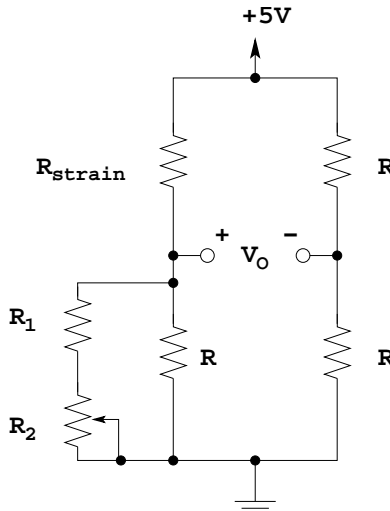 +5V
R_strain R
+ V_O -
R_1 R R
R_2